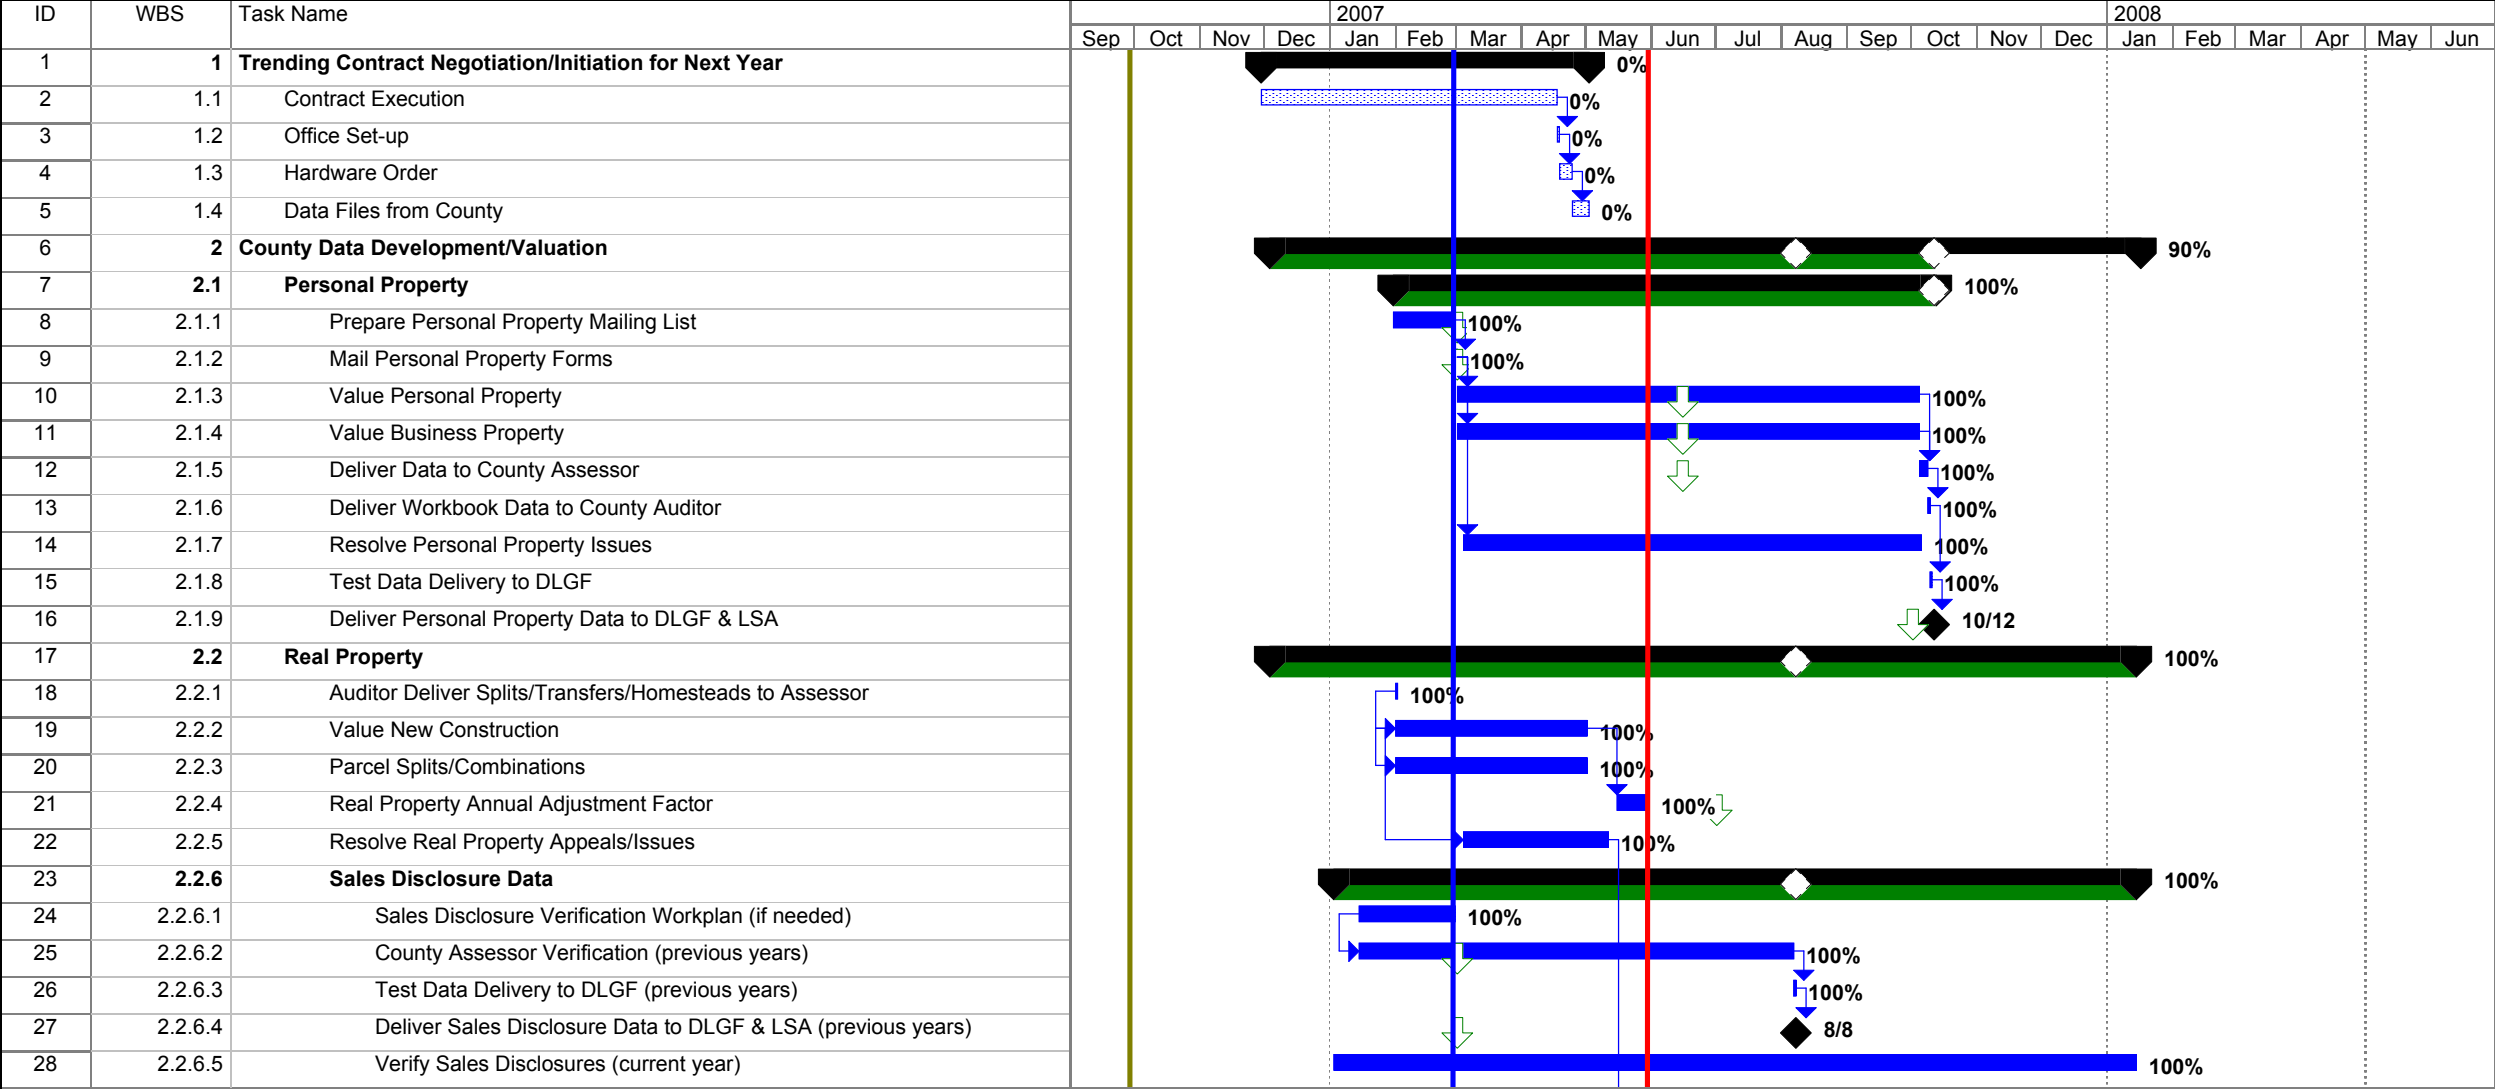 ID WBS Task Name 2007 2008
Sep Oct Nov Dec Jan Feb Mar Apr May Jun Jul Aug Sep Oct Nov Dec Jan Feb Mar Apr May Jun
1 1 Trending Contract Negotiation/Initiation for Next Year 0%
2 1.1 Contract Execution 0%
3 1.2 Office Set-up 0%
4 1.3 Hardware Order 0%
5 1.4 Data Files from County 0%
6 2 County Data Development/Valuation 90%
7 2.1 Personal Property 100%
8 2.1.1 Prepare Personal Property Mailing List 100%
9 2.1.2 Mail Personal Property Forms 100%
10 2.1.3 Value Personal Property 100%
11 2.1.4 Value Business Property 100%
12 2.1.5 Deliver Data to County Assessor 100%
13 2.1.6 Deliver Workbook Data to County Auditor 100%
14 2.1.7 Resolve Personal Property Issues 100%
15 2.1.8 Test Data Delivery to DLGF 100%
16 2.1.9 Deliver Personal Property Data to DLGF & LSA 10/12
17 2.2 Real Property 100%
18 2.2.1 Auditor Deliver Splits/Transfers/Homesteads to Assessor 100%
19 2.2.2 Value New Construction 100%
20 2.2.3 Parcel Splits/Combinations 100%
21 2.2.4 Real Property Annual Adjustment Factor 100%
22 2.2.5 Resolve Real Property Appeals/Issues 100%
23 2.2.6 Sales Disclosure Data 100%
24 2.2.6.1 Sales Disclosure Verification Workplan (if needed) 100%
25 2.2.6.2 County Assessor Verification (previous years) 100%
26 2.2.6.3 Test Data Delivery to DLGF (previous years) 100%
27 2.2.6.4 Deliver Sales Disclosure Data to DLGF & LSA (previous years) 8/8
28 2.2.6.5 Verify Sales Disclosures (current year) 100%